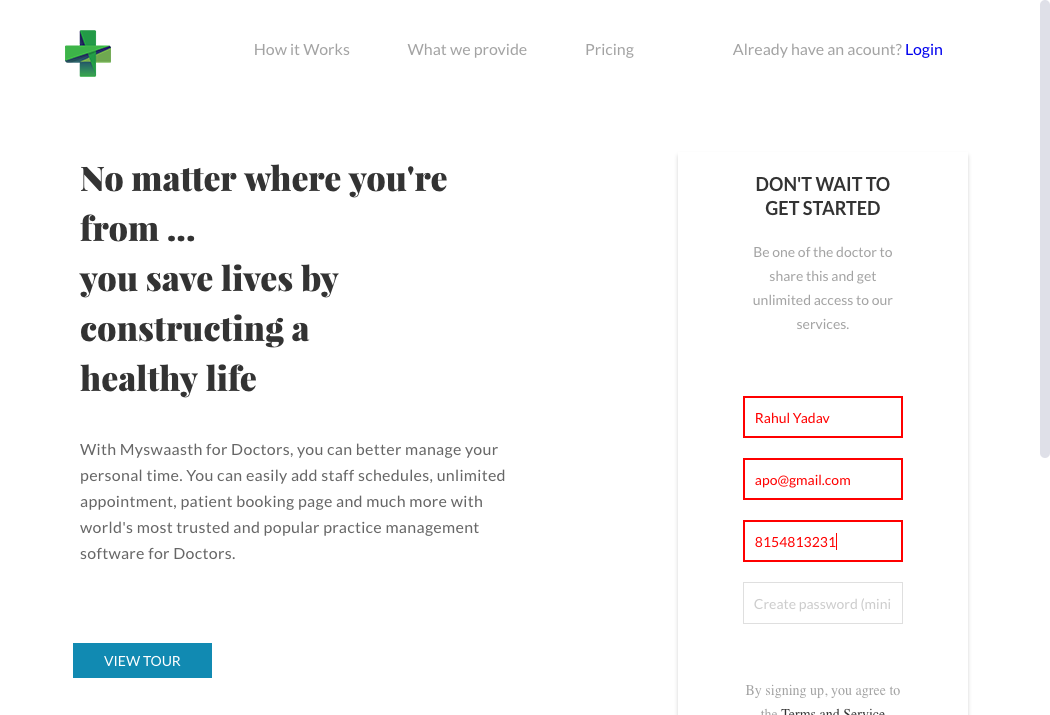 How it Works
What we provide
Pricing
Already have an acount? Login
No matter where you're
from ...
you save lives by
constructing a
healthy life
With Myswaasth for Doctors, you can better manage your
personal time. You can easily add staff schedules, unlimited
appointment, patient booking page and much more with
world's most trusted and popular practice management
software for Doctors.
VIEW TOUR
DON'T WAIT TO
GET STARTED
Be one of the doctor to
share this and get
unlimited access to our
services.
Rahul Yadav
apo@gmail.com
8154813231
Create password (mini
By signing up, you agree to
the Terms and Service